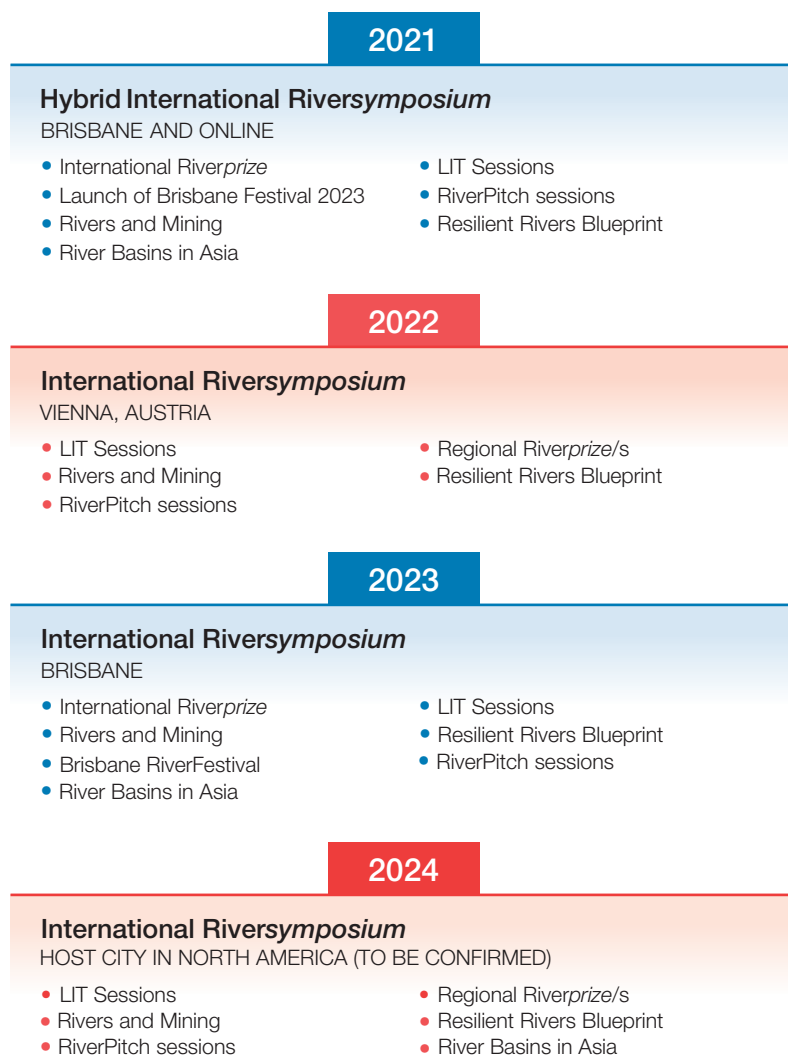 2021
Hybrid International Riversymposium
BRISBANE AND ONLINE
• International Riverprize
• Launch of Brisbane Festival 2023
• Rivers and Mining
• River Basins in Asia
• LIT Sessions
• RiverPitch sessions
• Resilient Rivers Blueprint
2022
International Riversymposium
VIENNA, AUSTRIA
• LIT Sessions
• Rivers and Mining
• RiverPitch sessions
• Regional Riverprize/s
• Resilient Rivers Blueprint
2023
International Riversymposium
BRISBANE
• International Riverprize
• Rivers and Mining
• Brisbane RiverFestival
• River Basins in Asia
• LIT Sessions
• Resilient Rivers Blueprint
• RiverPitch sessions
2024
International Riversymposium
HOST CITY IN NORTH AMERICA (TO BE CONFIRMED)
• LIT Sessions
• Rivers and Mining
• RiverPitch sessions
• Regional Riverprize/s
• Resilient Rivers Blueprint
• River Basins in Asia